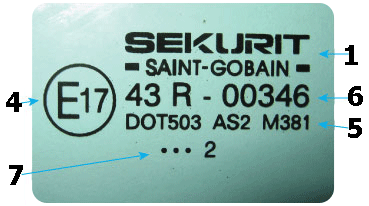 SEKURIT
SAINT-GOBAIN
1
4
E17
43 R - 00346
6
DOT503 AS2 M381
5
7
••• 2